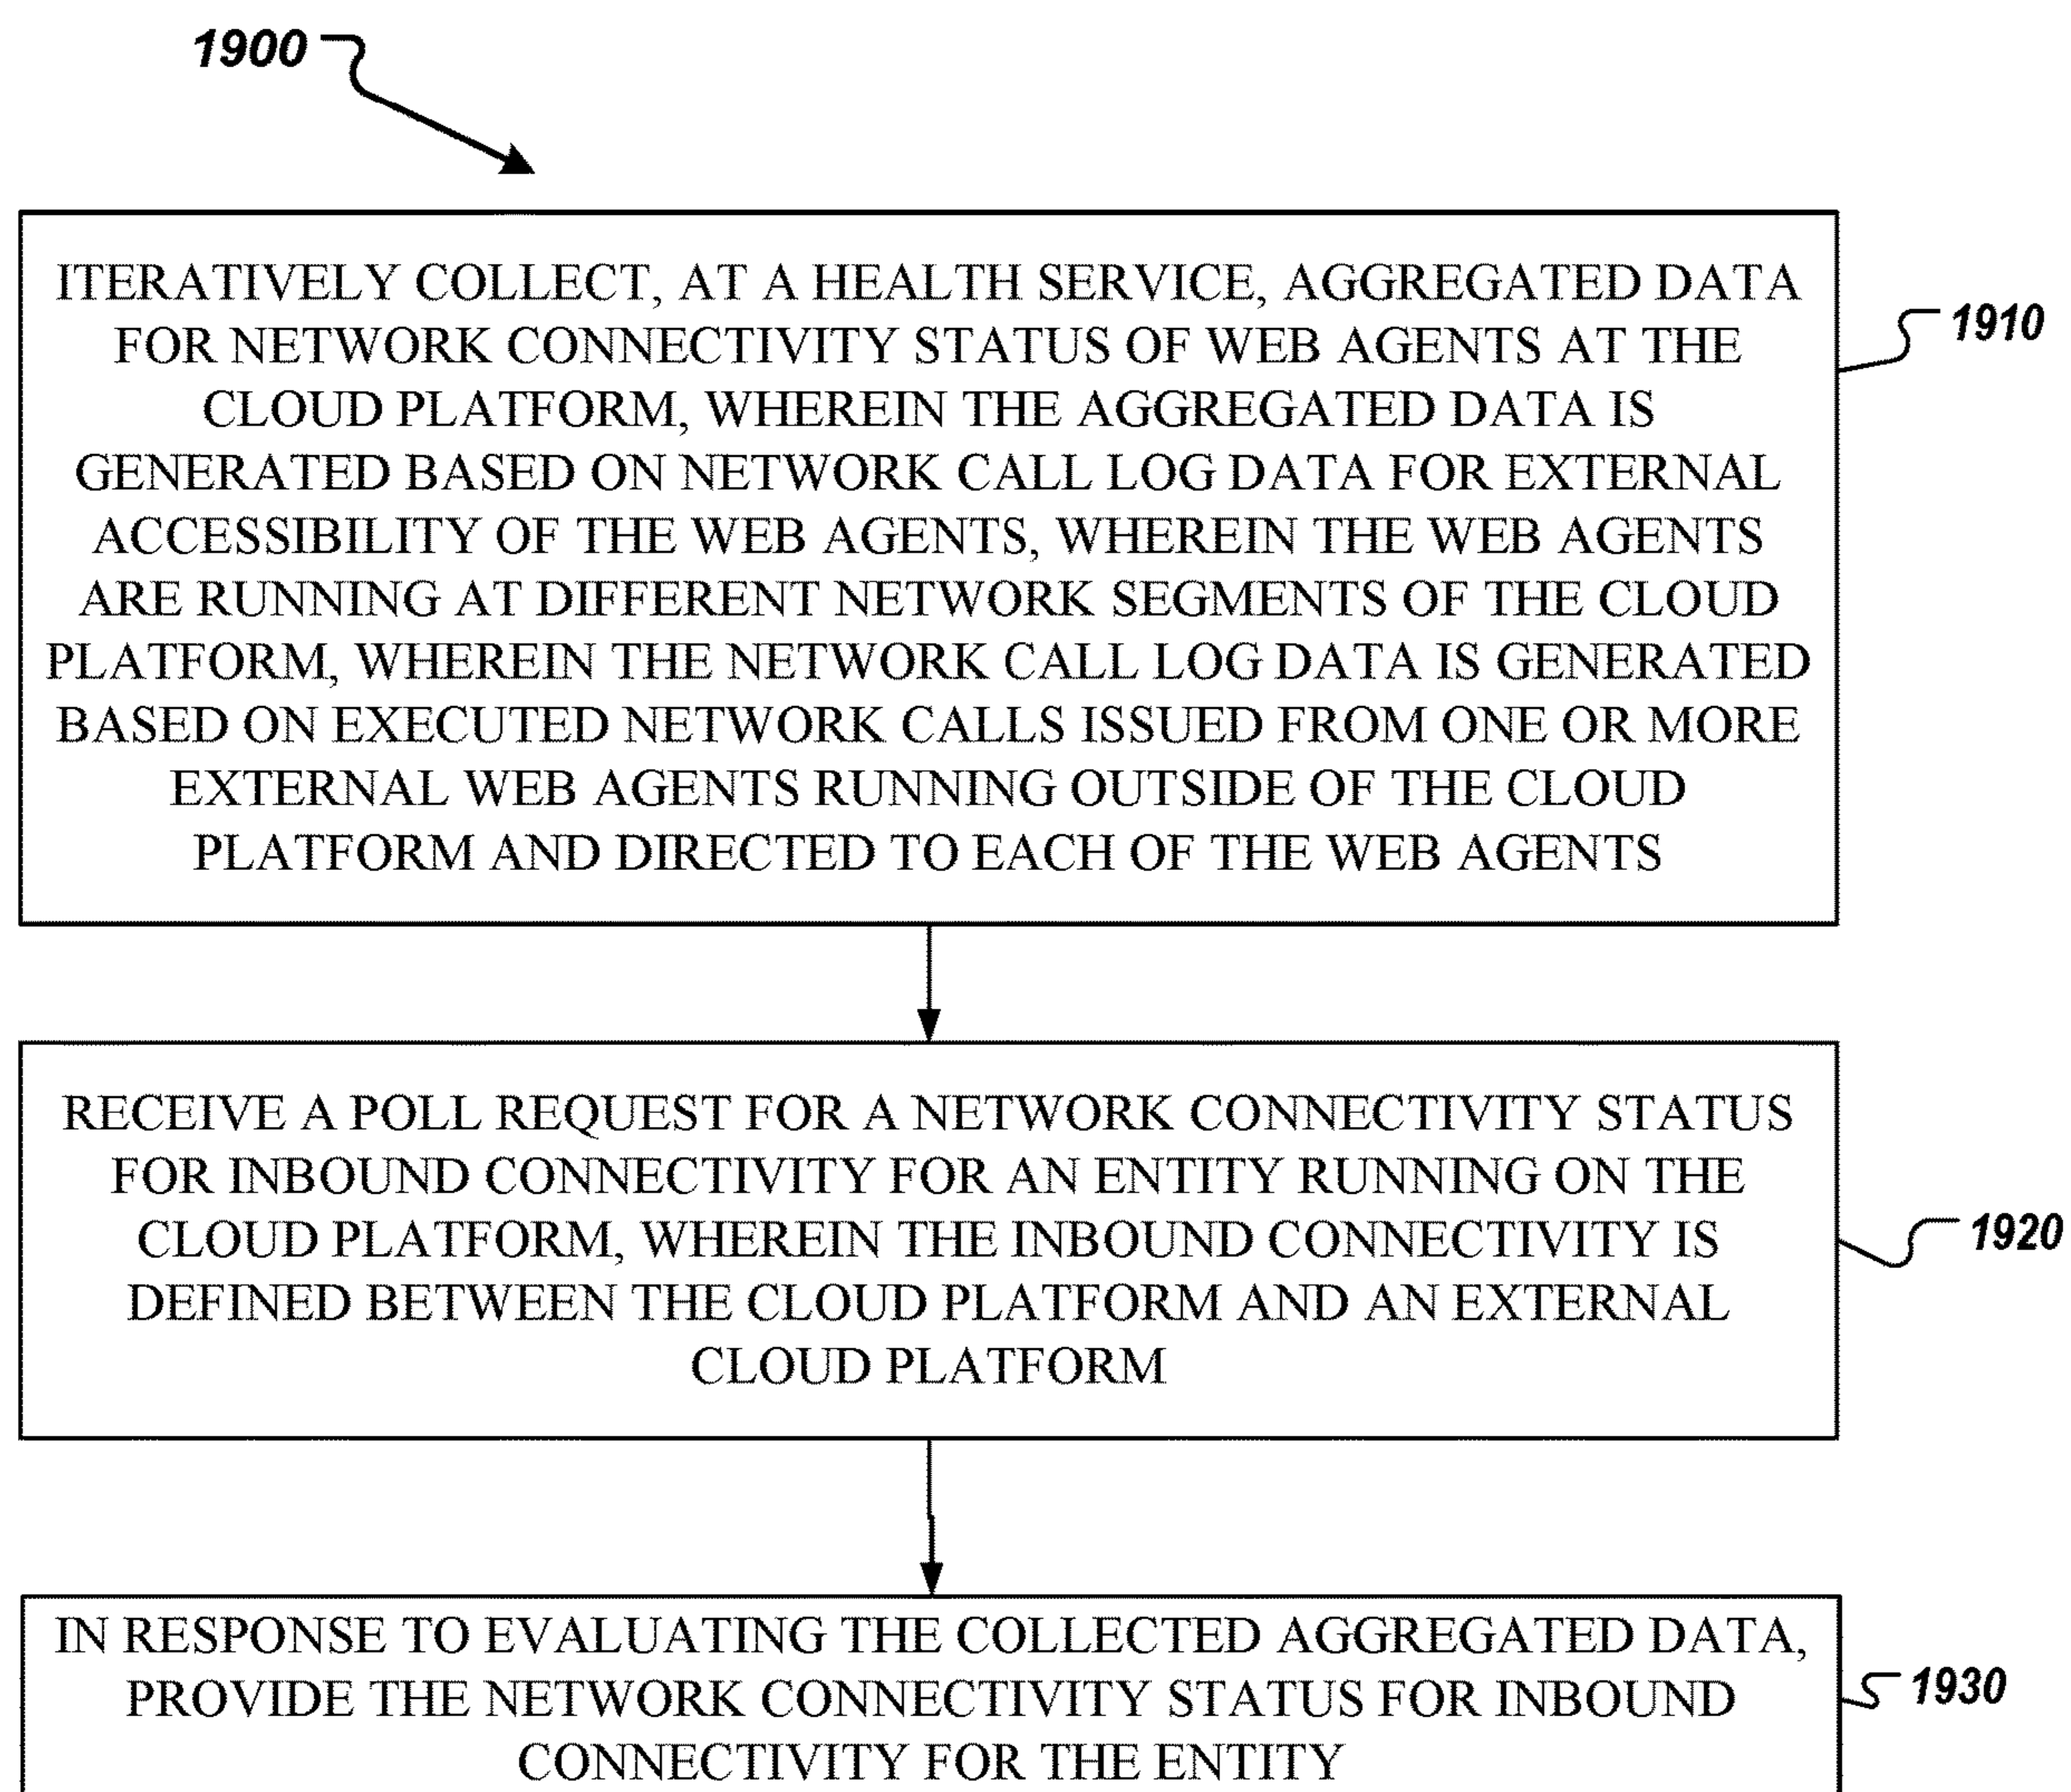 1900
ITERATIVELY COLLECT, AT A HEALTH SERVICE, AGGREGATED DATA
FOR NETWORK CONNECTIVITY STATUS OF WEB AGENTS AT THE
CLOUD PLATFORM, WHEREIN THE AGGREGATED DATA IS
GENERATED BASED ON NETWORK CALL LOG DATA FOR EXTERNAL
ACCESSIBILITY OF THE WEB AGENTS, WHEREIN THE WEB AGENTS
ARE RUNNING AT DIFFERENT NETWORK SEGMENTS OF THE CLOUD
PLATFORM, WHEREIN THE NETWORK CALL LOG DATA IS GENERATED
BASED ON EXECUTED NETWORK CALLS ISSUED FROM ONE OR MORE
EXTERNAL WEB AGENTS RUNNING OUTSIDE OF THE CLOUD
PLATFORM AND DIRECTED TO EACH OF THE WEB AGENTS
1910
RECEIVE A POLL REQUEST FOR A NETWORK CONNECTIVITY STATUS
FOR INBOUND CONNECTIVITY FOR AN ENTITY RUNNING ON THE
CLOUD PLATFORM, WHEREIN THE INBOUND CONNECTIVITY IS
DEFINED BETWEEN THE CLOUD PLATFORM AND AN EXTERNAL
CLOUD PLATFORM
1920
IN RESPONSE TO EVALUATING THE COLLECTED AGGREGATED DATA,
PROVIDE THE NETWORK CONNECTIVITY STATUS FOR INBOUND
CONNECTIVITY FOR THE ENTITY
1930